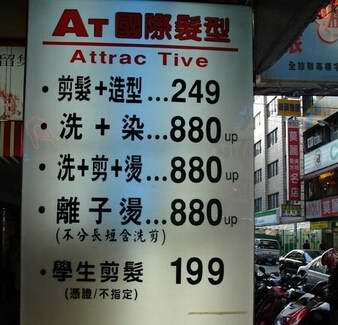 AT 國際髮型
Attrac Tive
·剪髮+造型...249
·洗+染...880up
·洗+剪+燙...880up
·離子燙...880up
(不分長短含洗剪)
·學生剪髮 199
(憑證/不指定)